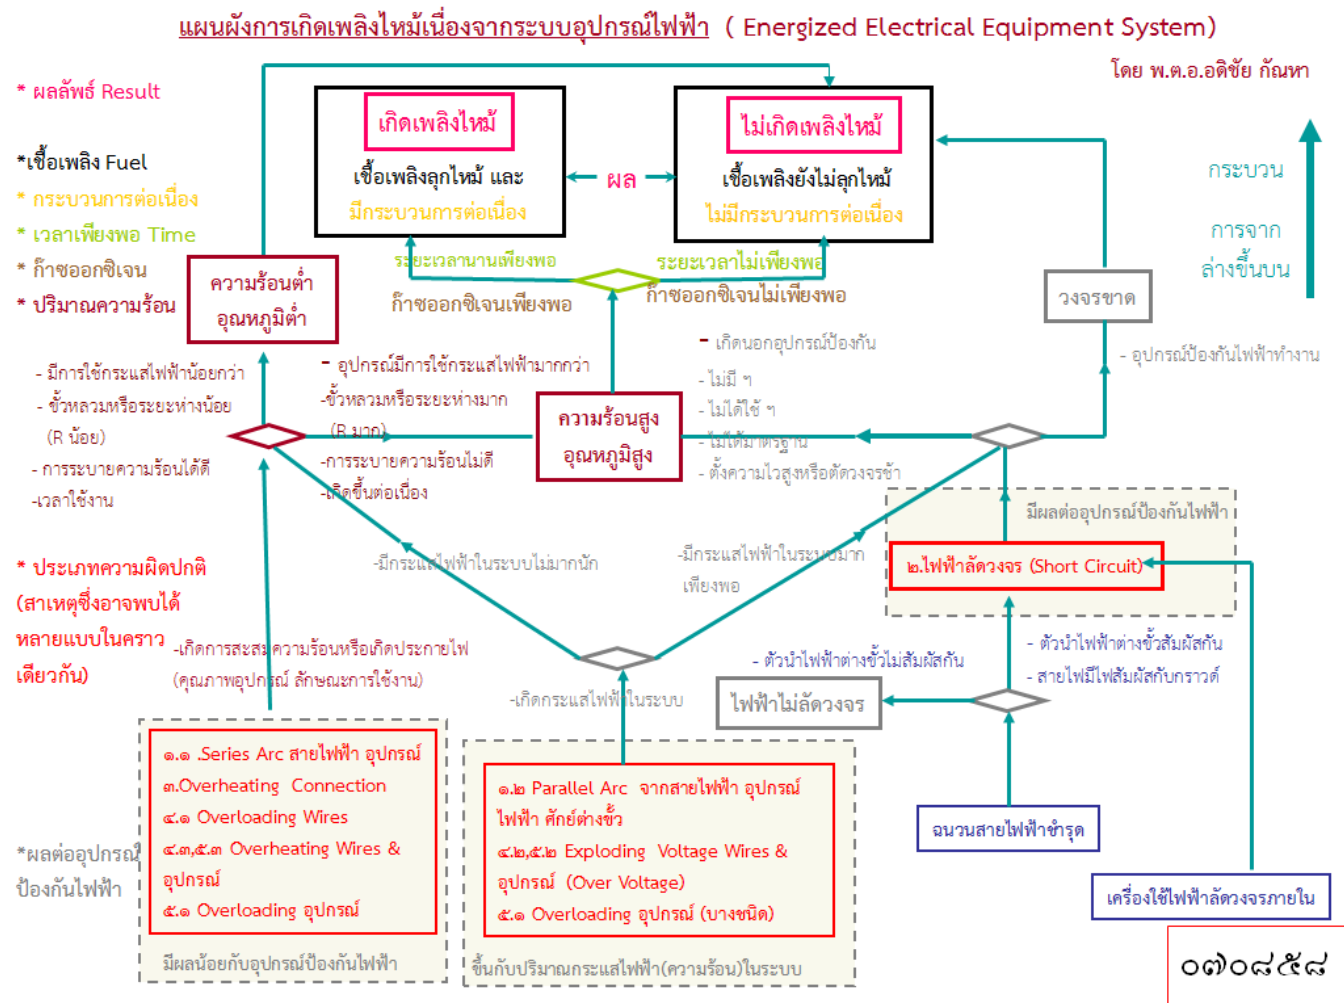 แผนผังการเกิดเพลิงไหม้เนื่องจากระบบอุปกรณ์ไฟฟ้า ( Energized Electrical Equipment System)
โดย พ.ต.อ.อดิชัย กัณหา
* ผลลัพธ์ Result
*เชื้อเพลิง Fuel
* กระบวนการต่อเนื่อง
* เวลาเพียงพอ Time
* ก๊าซออกซิเจน
* ปริมาณความร้อน
เกิดเพลิงไหม้
เชื้อเพลิงลุกไหม้ และ
มีกระบวนการต่อเนื่อง
ผล
ไม่เกิดเพลิงไหม้
เชื้อเพลิงยังไม่ลุกไหม้
ไม่มีกระบวนการต่อเนื่อง
กระบวน
การจาก
ล่างขึ้นบน
ระยะเวลานานเพียงพอ
ก๊าซออกซิเจนเพียงพอ
ระยะเวลาไม่เพียงพอ
ก๊าซออกซิเจนไม่เพียงพอ
ความร้อนต่ำ
อุณหภูมิต่ำ
วงจรขาด
- มีการใช้กระแสไฟฟ้าน้อยกว่า
- ขั้วหลวมหรือระยะห่างน้อย
(R น้อย)
- การระบายความร้อนได้ดี
-เวลาใช้งาน
- อุปกรณ์มีการใช้กระแสไฟฟ้ามากกว่า
-ขั้วหลวมหรือระยะห่างมาก
(R มาก)
-การระบายความร้อนไม่ดี
-เกิดขึ้นต่อเนื่อง
ความร้อนสูง
อุณหภูมิสูง
- เกิดนอกอุปกรณ์ป้องกัน
- ไม่มี ฯ
- ไม่ได้ใช้ ฯ
- ไม่ได้มาตรฐาน
- ตั้งความไวสูงหรือตัดวงจรช้า
- อุปกรณ์ป้องกันไฟฟ้าทำงาน
มีผลต่ออุปกรณ์ป้องกันไฟฟ้า
๒.ไฟฟ้าลัดวงจร (Short Circuit)
-มีกระแสไฟฟ้าในระบบไม่มากนัก
-มีกระแสไฟฟ้าในระบบมาก
เพียงพอ
* ประเภทความผิดปกติ
(สาเหตุซึ่งอาจพบได้
หลายแบบในคราว
เดียวกัน)
-เกิดการสะสมความร้อนหรือเกิดประกายไฟ
(คุณภาพอุปกรณ์ ลักษณะการใช้งาน)
-เกิดกระแสไฟฟ้าในระบบ
- ตัวนำไฟฟ้าต่างขั้วไม่สัมผัสกัน
ไฟฟ้าไม่ลัดวงจร
- ตัวนำไฟฟ้าต่างขั้วสัมผัสกัน
- สายไฟมีไฟสัมผัสกับกราวด์
๑.๑ .Series Arc สายไฟฟ้า อุปกรณ์
๓.Overheating Connection
๔.๑ Overloading Wires
๔.๓,๕.๓ Overheating Wires &
อุปกรณ์
๕.๑ Overloading อุปกรณ์
มีผลน้อยกับอุปกรณ์ป้องกันไฟฟ้า
๑.๒ Parallel Arc จากสายไฟฟ้า อุปกรณ์
ไฟฟ้า ศักย์ต่างขั้ว
๔.๒,๕.๒ Exploding Voltage Wires &
อุปกรณ์ (Over Voltage)
๕.๑ Overloading อุปกรณ์ (บางชนิด)
ขึ้นกับปริมาณกระแสไฟฟ้า(ความร้อน)ในระบบ
*ผลต่ออุปกรณ์
ป้องกันไฟฟ้า
ฉนวนสายไฟฟ้าชำรุด
เครื่องใช้ไฟฟ้าลัดวงจรภายใน
๐๗๐๘๕๘